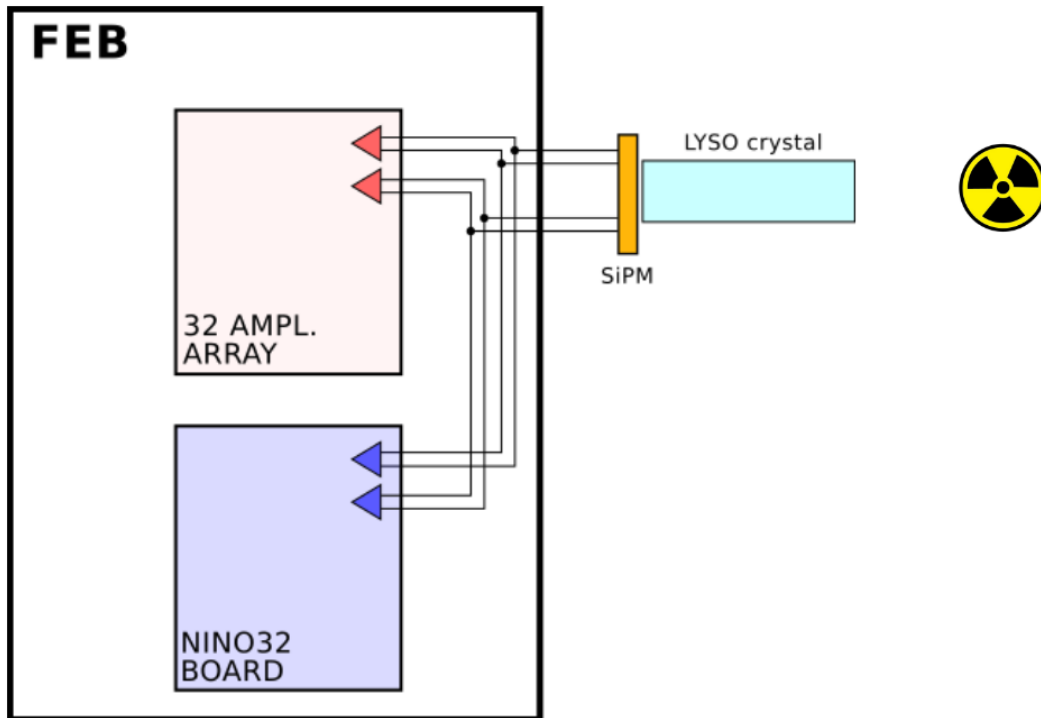 FEB
LYSO crystal
SiPM
32 AMPL.
ARRAY
NINO32
BOARD